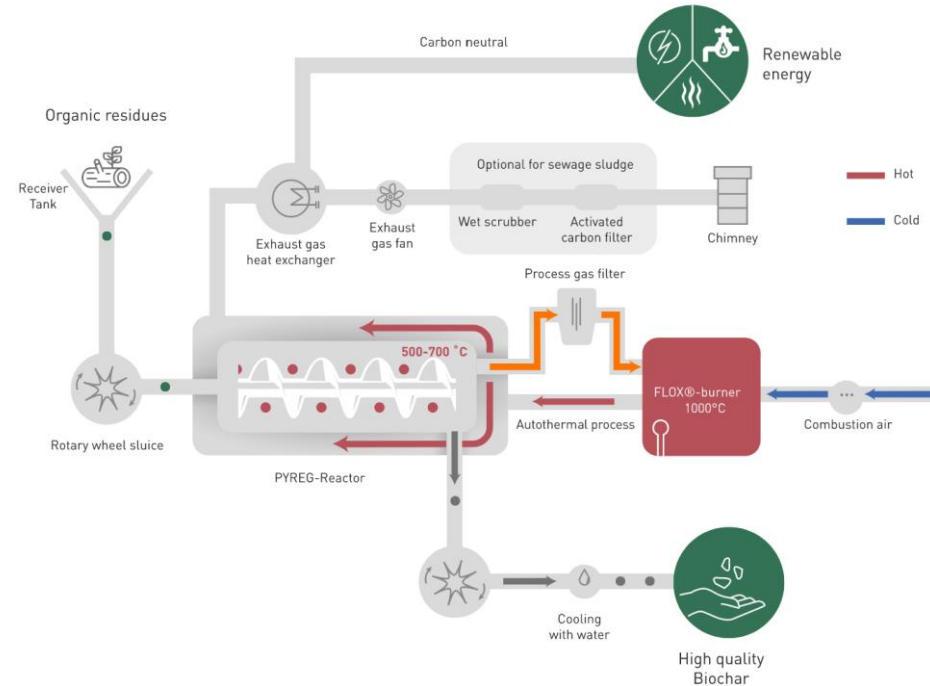 Carbon neutral
Renewable
energy
Organic residues
Receiver
Tank
Optional for sewage sludge
Hot
Wet scrubber
Activated
carbon filter
Exhaust
gas fan
Exhaust gas
heat exchanger
Chimney
Cold
Process gas filter
500-700 °C
FLOX®-burner
1000°C
Autothermal process
Combustion air
Rotary wheel sluice
PYREG-Reactor
Cooling
with water
High quality
Biochar